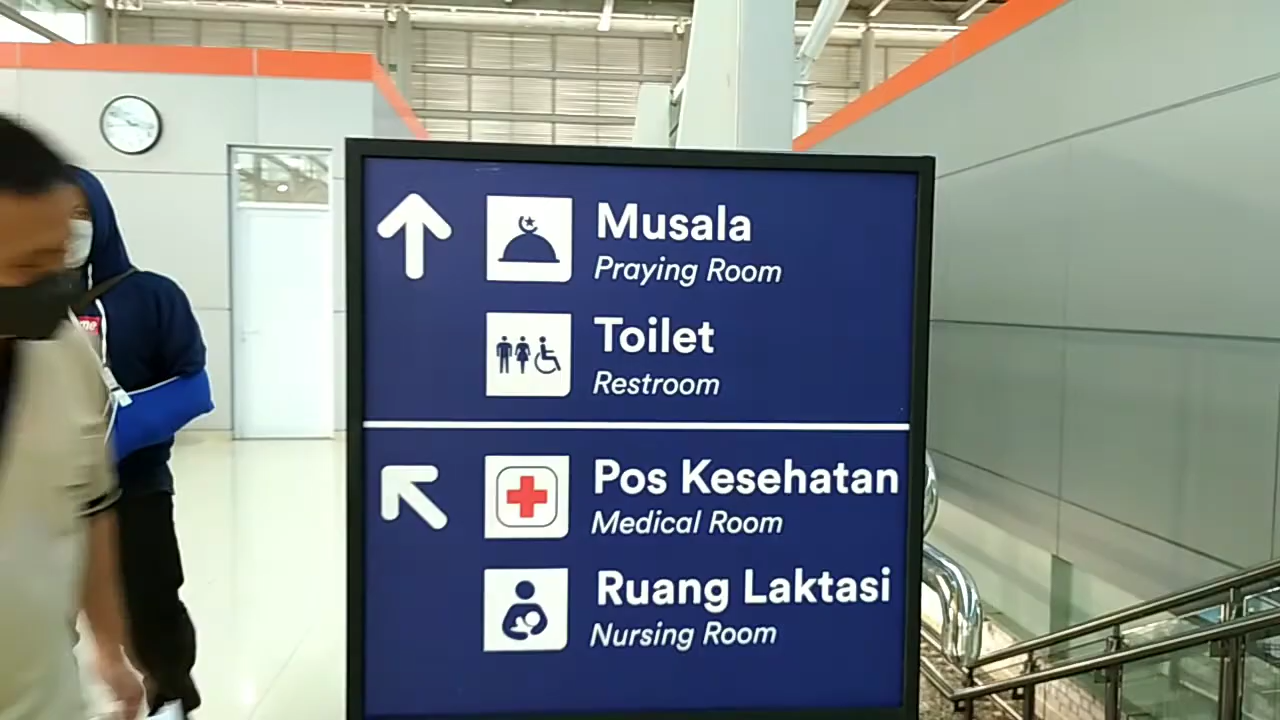 Musala
Praying Room
Toilet
Restroom
Pos Kesehatan
Medical Room
Ruang Laktasi
Nursing Room